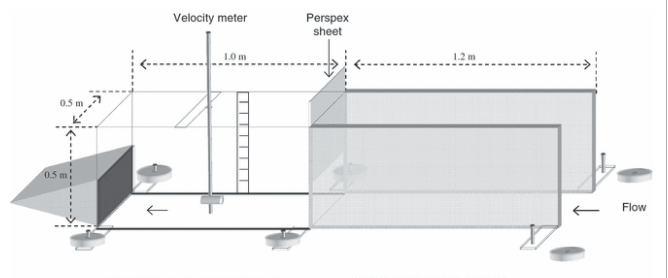 Velocity meter
Perspex
sheet
1.0 m
1.2 m
0.5 m
0.5 m
Flow